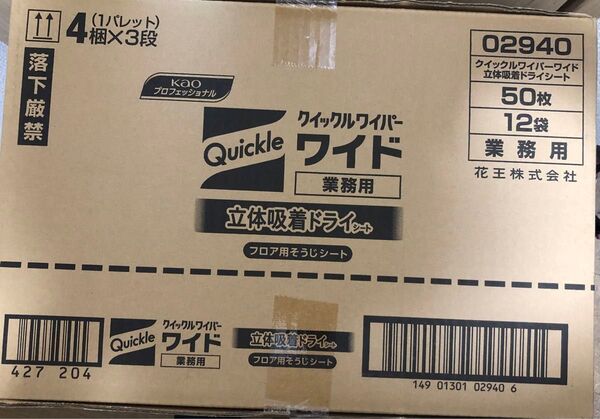 (1パレット)
4梱×3段
落下厳禁
Kao
プロフェッショナル
Quickle
クイックルワイパー
ワイド
業務用
立体吸着ドライシート
フロア用そうじシート
02940
クイックルワイパーワイド
立体吸着ドライシート
50枚
12袋
業務用
花王株式会社
427 204
Quickle
クイックルワイパー
ワイド
業務用
立体吸着ドライシート
フロア用そうじシート
149 01301 02940 6